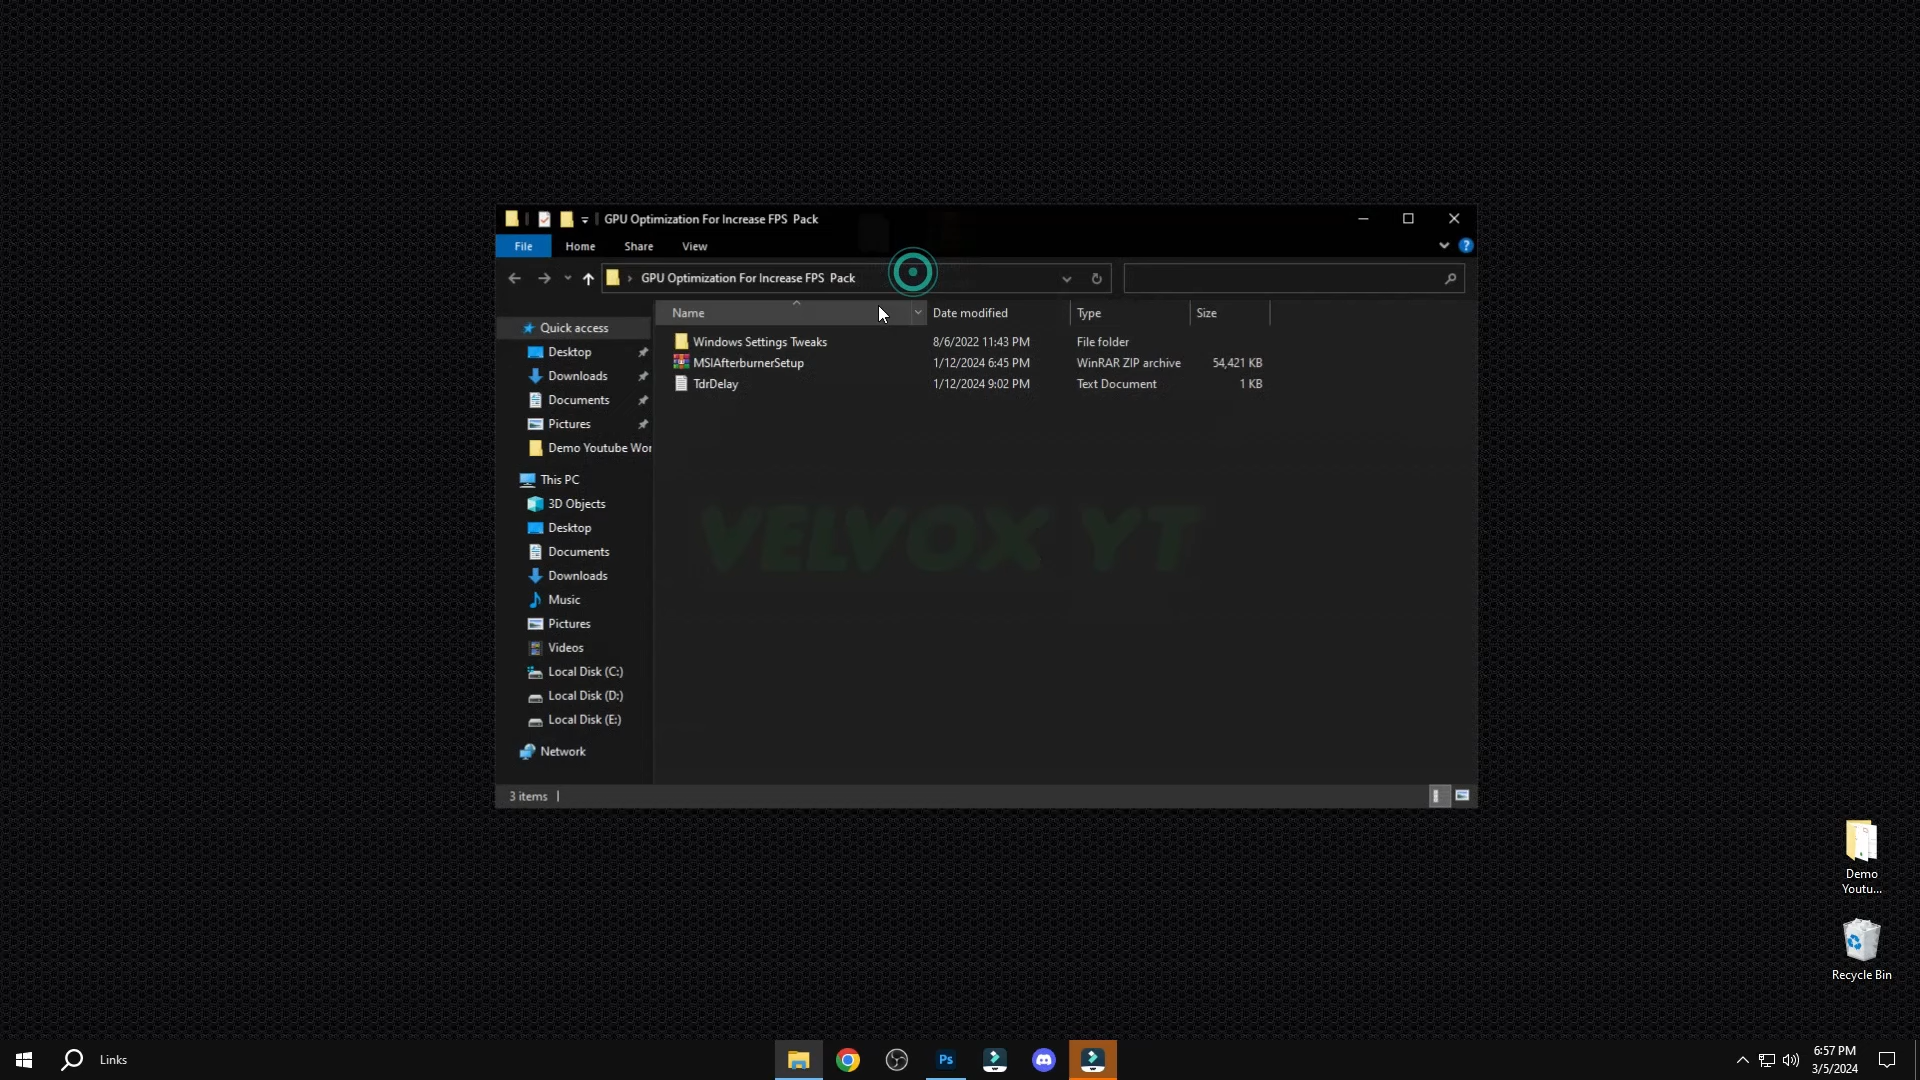 GPU Optimization For Increase FPS  Pack
File Home Share View
GPU Optimization For Increase FPS  Pack
Name Date modified Type Size
Quick access
Desktop
Downloads
Documents
Pictures
Demo Youtube Wor
This PC
3D Objects
Desktop
Documents
Downloads
Music
Pictures
Videos
Local Disk (C:)
Local Disk (D:)
Local Disk (E:)
Network
Windows Settings Tweaks 8/6/2022 11:43 PM File folder
MSIAfterburnerSetup 1/12/2024 6:45 PM WinRAR ZIP archive 54,421 KB
TdrDelay 1/12/2024 9:02 PM Text Document 1 KB
VELVOX YT
3 items
Demo
Youtu...
Recycle Bin
Links
Ps
6:57 PM
3/5/2024